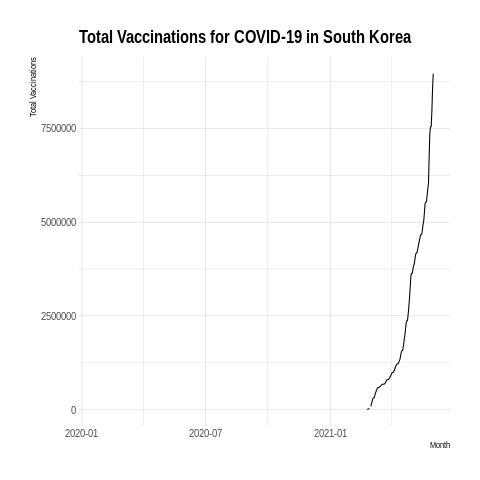 Total Vaccinations for COVID-19 in South Korea
Total Vaccinations
7500000
5000000
2500000
0
2020-01
2020-07
2021-01
Month